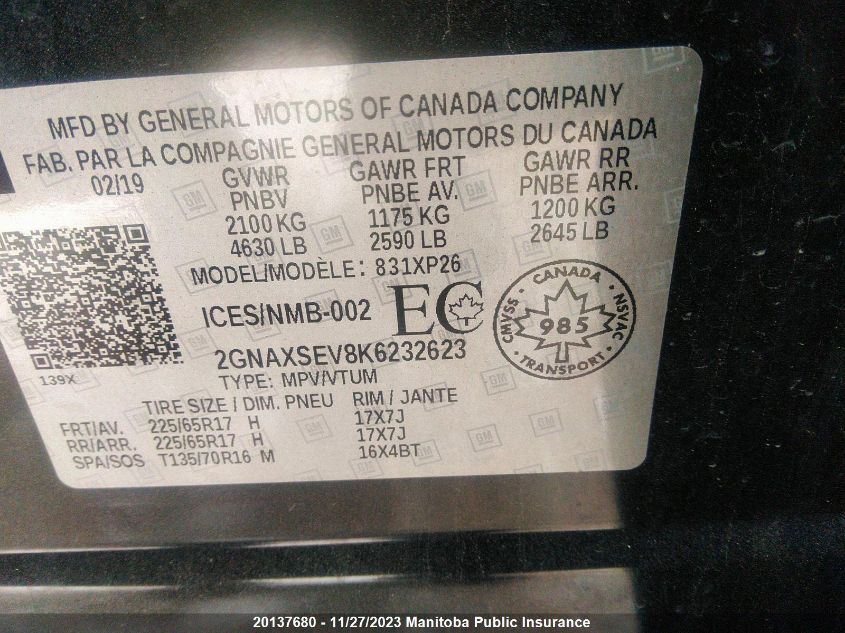 MFD BY GENERAL MOTORS OF CANADA COMPANY
FAB. PAR LA COMPAGNIE GENERAL MOTORS DU CANADA
02/19 GVWR GAWR FRT GAWR RR
PNBV PNBE AV. PNBE ARR.
2100 KG 1175 KG 1200 KG
4630 LB 2590 LB 2645 LB
MODEL/MODÈLE: 831XP26
ICES/NMB-002 EC
CANADA
CMVSS 985 NSVAC
TRANSPORT
2GNAXSEV8K6232623
139X TYPE: MPV/VTUM
TIRE SIZE / DIM. PNEU RIM / JANTE
FRT/AV. 225/65R17 H 17X7J
RR/ARR. 225/65R17 H 17X7J
SPA/SOS T135/70R16 M 16X4BT
20137680 - 11/27/2023 Manitoba Public Insurance